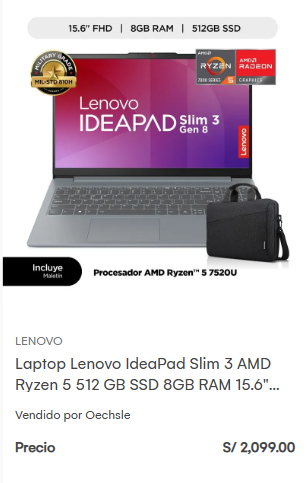 15.6" FHD | 8GB RAM | 512GB SSD
MILITARY GRADE
MIL-STD 810H
AMD
RYZEN
7000 SERIES 5
AMD
RADEON
GRAPHICS
Lenovo
IDEAPAD Slim 3
Gen 8
Lenovo
Incluye
Maletín
Procesador AMD Ryzen™ 5 7520U
LENOVO
Laptop Lenovo IdeaPad Slim 3 AMD
Ryzen 5 512 GB SSD 8GB RAM 15.6"...
Vendido por Oechsle
Precio S/ 2,099.00